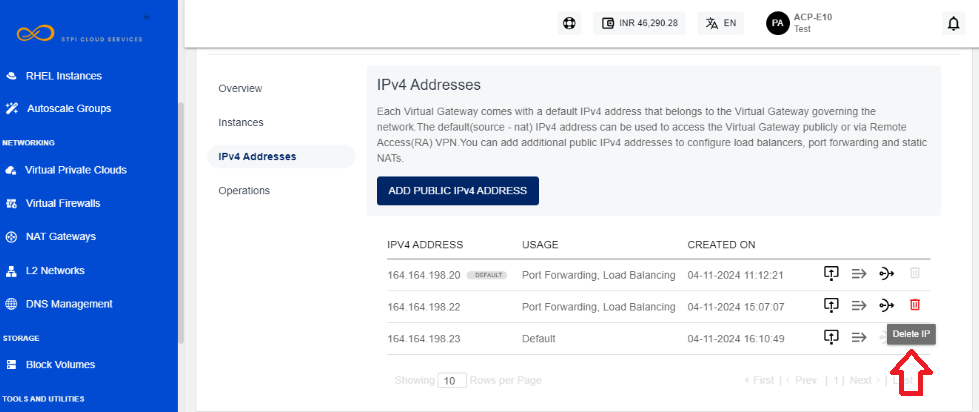 INR 46,290.28
EN
PA
ACP-E10
Test
STPI CLOUD SERVICES
RHEL Instances
Autoscale Groups
NETWORKING
Virtual Private Clouds
Virtual Firewalls
NAT Gateways
L2 Networks
DNS Management
STORAGE
Block Volumes
TOOLS AND UTILITIES
Overview
Instances
IPv4 Addresses
Operations
IPv4 Addresses
Each Virtual Gateway comes with a default IPv4 address that belongs to the Virtual Gateway governing the
network.The default(source - nat) IPv4 address can be used to access the Virtual Gateway publicly or via Remote
Access(RA) VPN.You can add additional public IPv4 addresses to configure load balancers, port forwarding and static
NATs.
ADD PUBLIC IPv4 ADDRESS
IPV4 ADDRESS USAGE CREATED ON
164.164.198.20 DEFAULT Port Forwarding, Load Balancing 04-11-2024 11:12:21
164.164.198.22 Port Forwarding, Load Balancing 04-11-2024 15:07:07
Delete IP
164.164.198.23 Default 04-11-2024 16:10:49
Showing 10 Rows per Page
« First | < Prev | 1 | Next > | Last